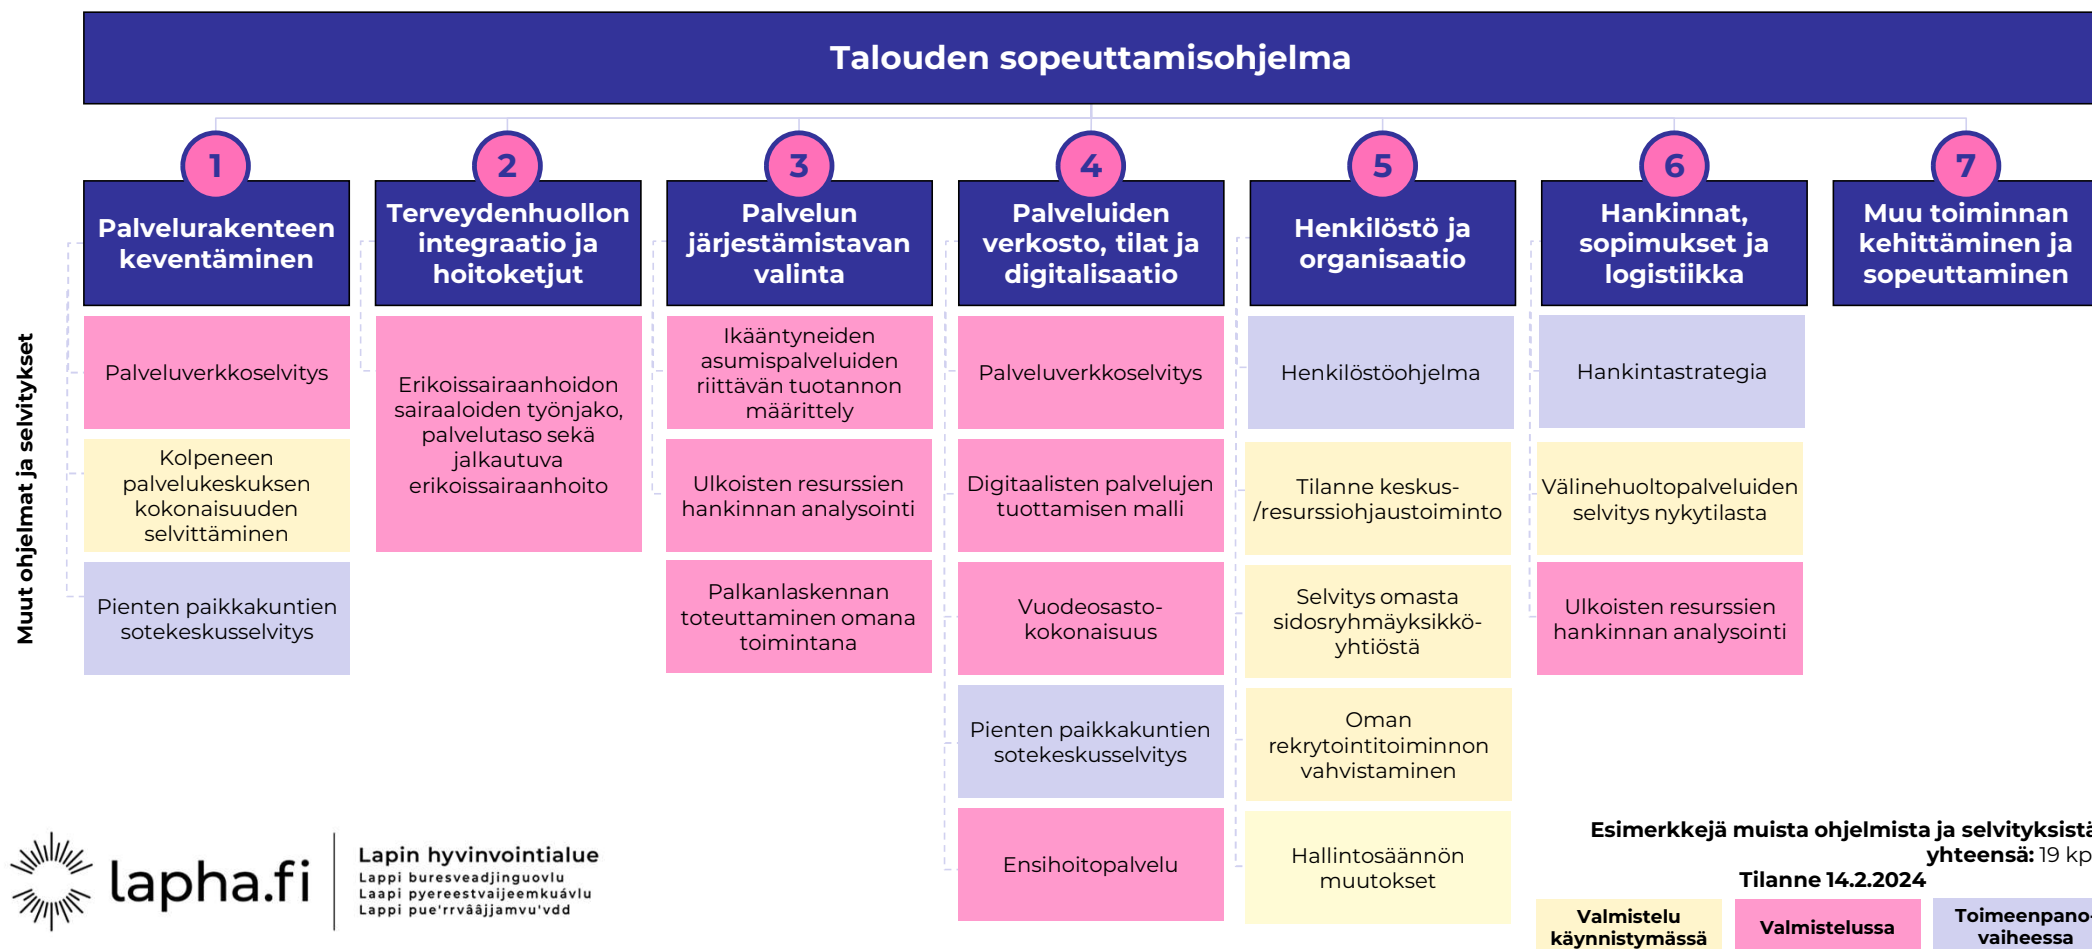 Talouden sopeuttamisohjelma
1
Palvelurakenteen
keventäminen
2
Terveydenhuollon
integraatio ja
hoitoketjut
3
Palvelun
järjestämistavan
valinta
4
Palveluiden
verkosto, tilat ja
digitalisaatio
5
Henkilöstö ja
organisaatio
6
Hankinnat,
sopimukset ja
logistiikka
7
Muu toiminnan
kehittäminen ja
sopeuttaminen
Muut ohjelmat ja selvitykset
Palveluverkkoselvitys
Kolpeneen
palvelukeskuksen
kokonaisuuden
selvittäminen
Pienten paikkakuntien
sotekeskusselvitys
Erikoissairaanhoidon
sairaaloiden työnjako,
palvelutaso sekä
jalkautuva
erikoissairaanhoito
Ikääntyneiden
asumispalveluiden
riittävän tuotannon
määrittely
Ulkoisten resurssien
hankinnan analysointi
Palkanlaskennan
toteuttaminen omana
toimintana
Palveluverkkoselvitys
Digitaalisten palvelujen
tuottamisen malli
Vuodeosasto-
kokonaisuus
Pienten paikkakuntien
sotekeskusselvitys
Ensihoitopalvelu
Henkilöstöohjelma
Tilanne keskus-
/resurssiohjaustoiminto
Selvitys omasta
sidosryhmäyksikkö-
yhtiöstä
Oman
rekrytointitoiminnon
vahvistaminen
Hallintosäännön
muutokset
Hankintastrategia
Välinehuoltopalveluiden
selvitys nykytilasta
Ulkoisten resurssien
hankinnan analysointi
Esimerkkejä muista ohjelmista ja selvityksistä
yhteensä: 19 kp
Tilanne 14.2.2024
Valmistelu
käynnistymässä
Valmistelussa
Toimeenpano-
vaiheessa
lapha.fi
Lapin hyvinvointialue
Lappi buresveadjinguovlu
Laapi pyereestvaijeemkuávlu
Lappi pue'rrvââjjamvu'vdd